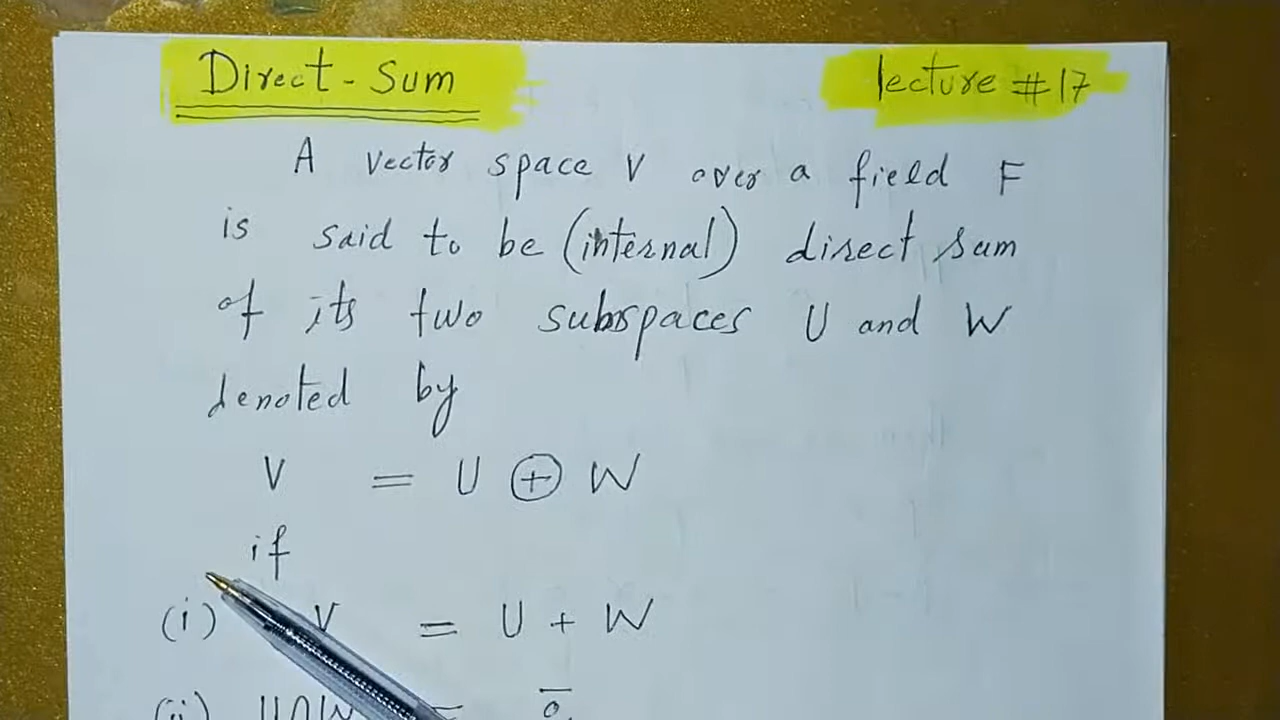 Direct - Sum
lecture # 17
A vector space V over a field F
is said to be (internal) direct sum
of its two subspaces U and W
denoted by
V = U ⊕ W
if
(i) V = U + W
(ii) U∩W =